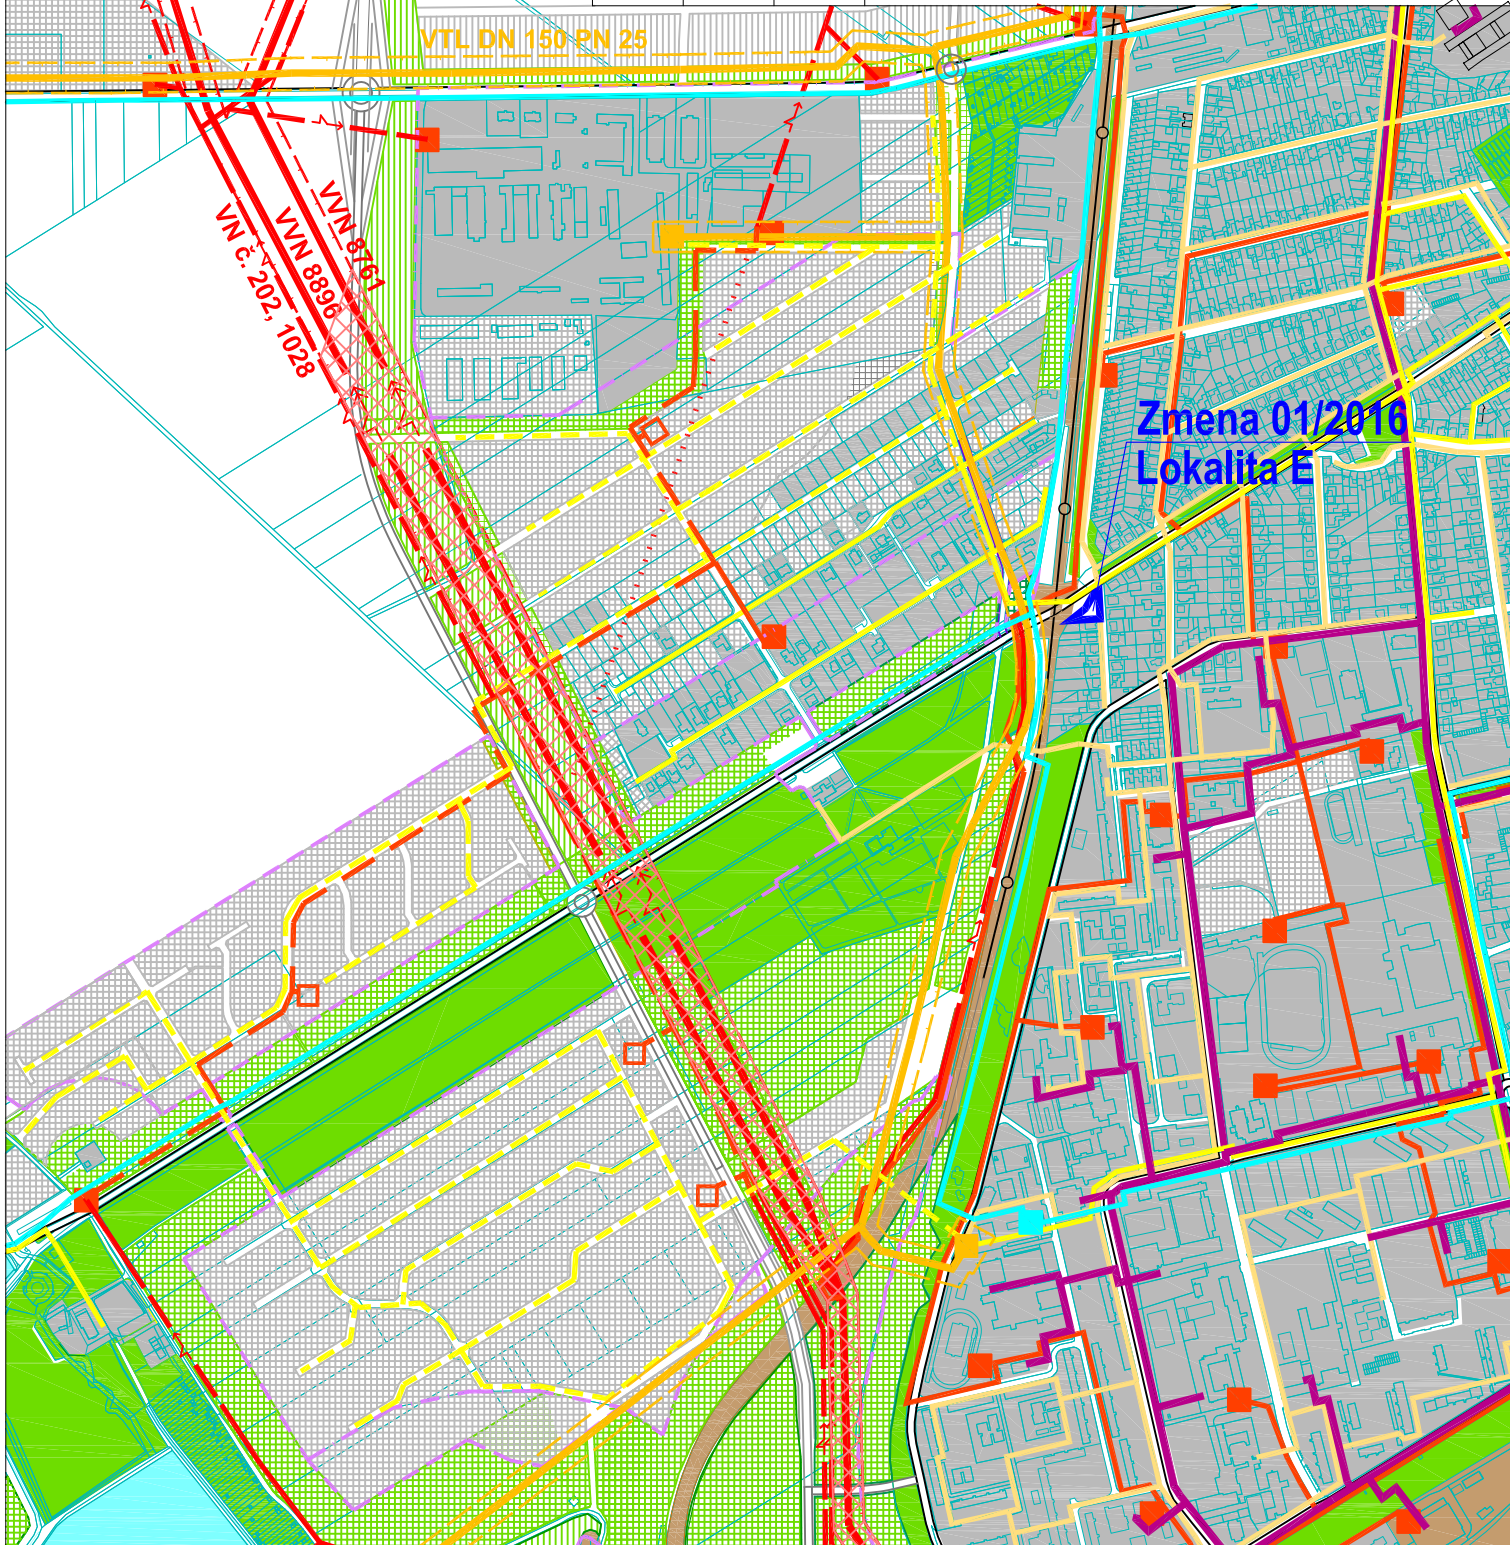 VTL DN 150 PN 25
VVN 8761
VVN 8896
VN č. 202, 1028
Zmena 01/2016
Lokalita E